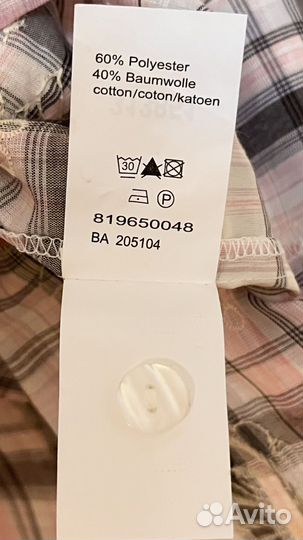 60% Polyester
40% Baumwolle
cotton/coton/katoen
30
P
819650048
BA 205104
Avito